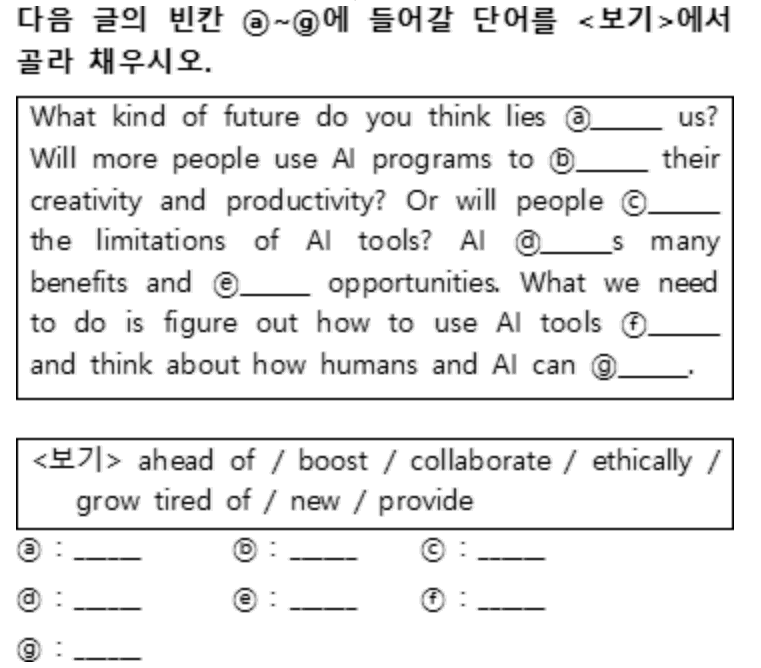 다음 글의 빈칸 ⓐ~ⓖ에 들어갈 단어를 <보기>에서
골라 채우시오.
What kind of future do you think lies ⓐ_____ us?
Will more people use AI programs to ⓑ_____ their
creativity and productivity? Or will people ⓒ_____
the limitations of AI tools? AI ⓓ_____s many
benefits and ⓔ_____ opportunities. What we need
to do is figure out how to use AI tools ⓕ_____
and think about how humans and AI can ⓖ_____.
<보기> ahead of / boost / collaborate / ethically /
grow tired of / new / provide
ⓐ : _____ ⓑ : _____ ⓒ : _____
ⓓ : _____ ⓔ : _____ ⓕ : _____
ⓖ : _____